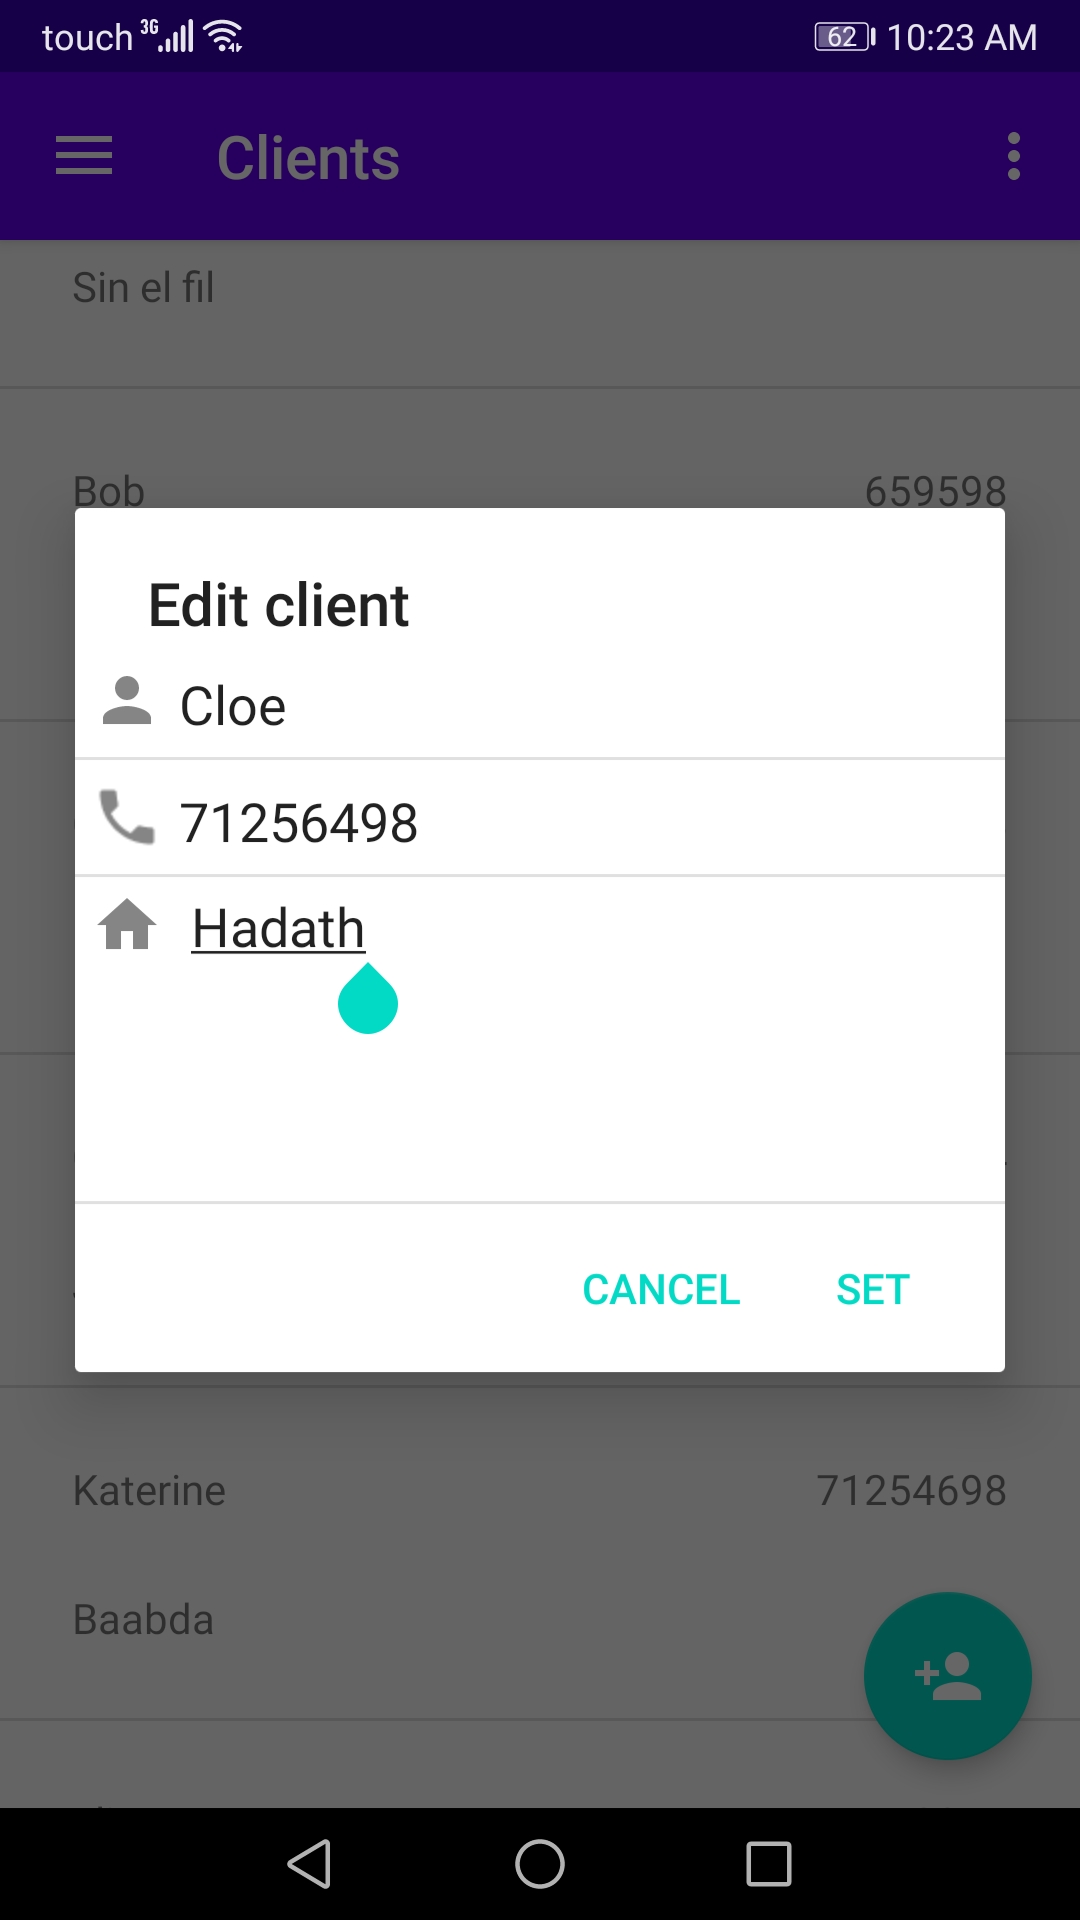 touch 3G 62 10:23 AM
Clients
Sin el fil
Bob 659598
Edit client
Cloe
71256498
Hadath
CANCEL SET
Katerine 71254698
Baabda